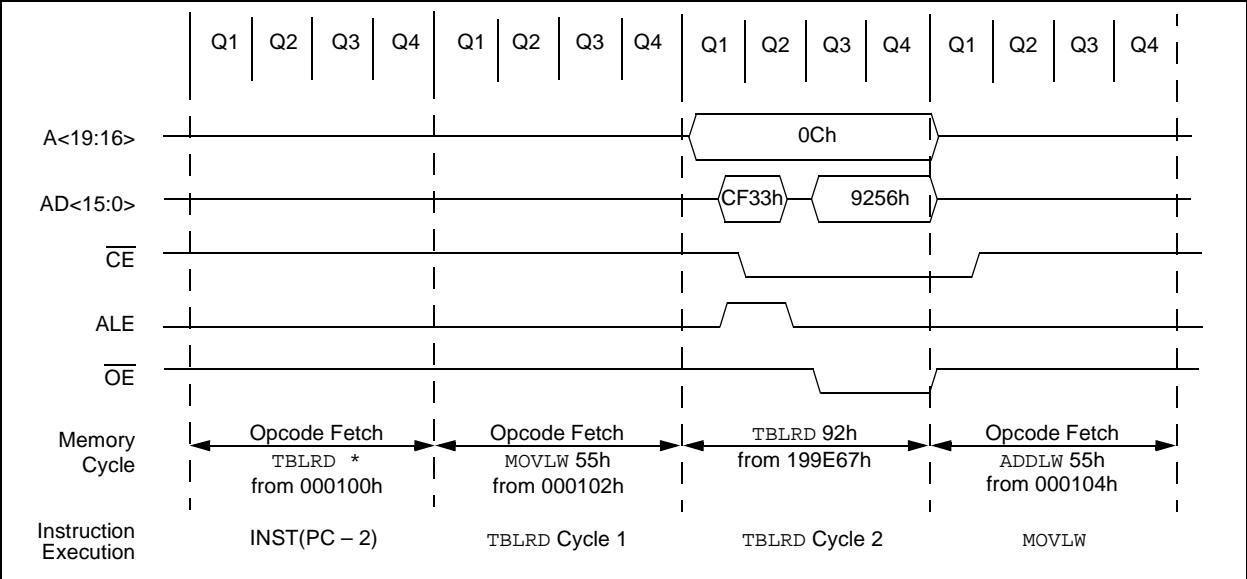 Q1 Q2 Q3 Q4 Q1 Q2 Q3 Q4 Q1 Q2 Q3 Q4 Q1 Q2 Q3 Q4
A<19:16> 0Ch
AD<15:0> CF33h 9256h
CE
ALE
OE
Memory
Cycle
Opcode Fetch
TBLRD *
from 000100h
Opcode Fetch
MOVLW 55h
from 000102h
TBLRD 92h
from 199E67h
Opcode Fetch
ADDLW 55h
from 000104h
Instruction
Execution
INST(PC – 2)
TBLRD Cycle 1
TBLRD Cycle 2
MOVLW